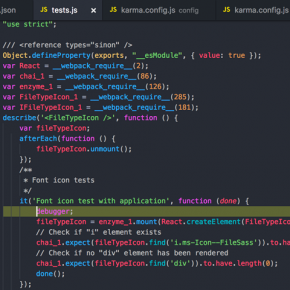 .json tests.js karma.config.js config karma.config.js
"use strict";
/// <reference types="sinon" />
Object.defineProperty(exports, "__esModule", { value: true });
var React = __webpack_require__(2);
var chai_1 = __webpack_require__(86);
var enzyme_1 = __webpack_require__(126);
var FileTypeIcon_1 = __webpack_require__(285);
var IFileTypeIcon_1 = __webpack_require__(181);
describe('<FileTypeIcon />', function () {
var fileTypeIcon;
afterEach(function () {
fileTypeIcon.unmount();
});
/**
* Font icon tests
*/
it('Font icon test with application', function (done) {
debugger;
fileTypeIcon = enzyme_1.mount(React.createElement(FileTypeIco
// Check if "i" element exists
chai_1.expect(fileTypeIcon.find('i.ms-Icon--FileSass')).to.ha
// Check if no "div" element has been rendered
chai_1.expect(fileTypeIcon.find('div')).to.have.length(0);
done();
});